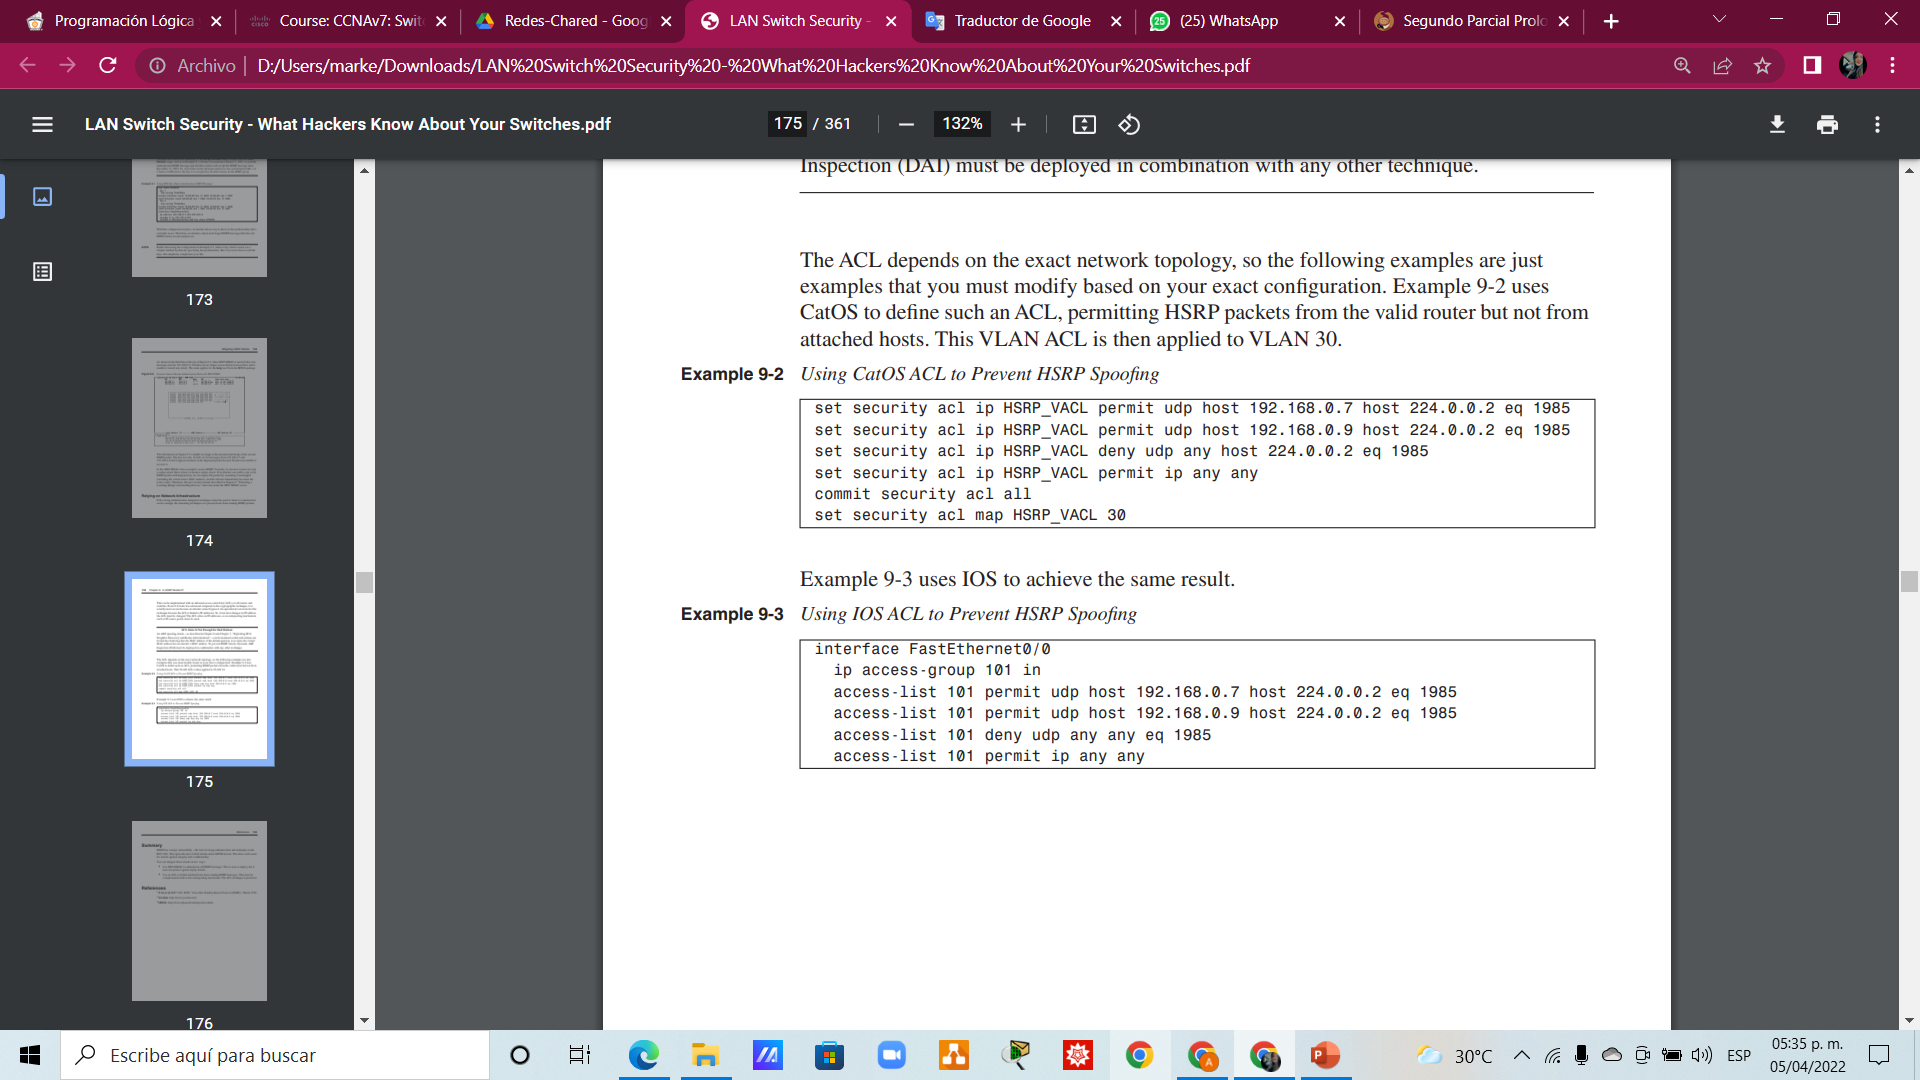 Programación Lógica
Course: CCNAv7: Swit
Redes-Chared - Goog
LAN Switch Security -
Traductor de Google
(25) WhatsApp
Segundo Parcial Prolo
Archivo
D:/Users/marke/Downloads/LAN%20Switch%20Security%20-%20What%20Hackers%20Know%20About%20Your%20Switches.pdf
LAN Switch Security - What Hackers Know About Your Switches.pdf
175 / 361
132%
173
174
175
Summary
References
176
Inspection (DAI) must be deployed in combination with any other technique.
The ACL depends on the exact network topology, so the following examples are just
examples that you must modify based on your exact configuration. Example 9-2 uses
CatOS to define such an ACL, permitting HSRP packets from the valid router but not from
attached hosts. This VLAN ACL is then applied to VLAN 30.
Example 9-2 Using CatOS ACL to Prevent HSRP Spoofing
set security acl ip HSRP_VACL permit udp host 192.168.0.7 host 224.0.0.2 eq 1985
set security acl ip HSRP_VACL permit udp host 192.168.0.9 host 224.0.0.2 eq 1985
set security acl ip HSRP_VACL deny udp any host 224.0.0.2 eq 1985
set security acl ip HSRP_VACL permit ip any any
commit security acl all
set security acl map HSRP_VACL 30
Example 9-3 uses IOS to achieve the same result.
Example 9-3 Using IOS ACL to Prevent HSRP Spoofing
interface FastEthernet0/0
ip access-group 101 in
access-list 101 permit udp host 192.168.0.7 host 224.0.0.2 eq 1985
access-list 101 permit udp host 192.168.0.9 host 224.0.0.2 eq 1985
access-list 101 deny udp any any eq 1985
access-list 101 permit ip any any
Escribe aquí para buscar
30°C
ESP
05:35 p. m.
05/04/2022